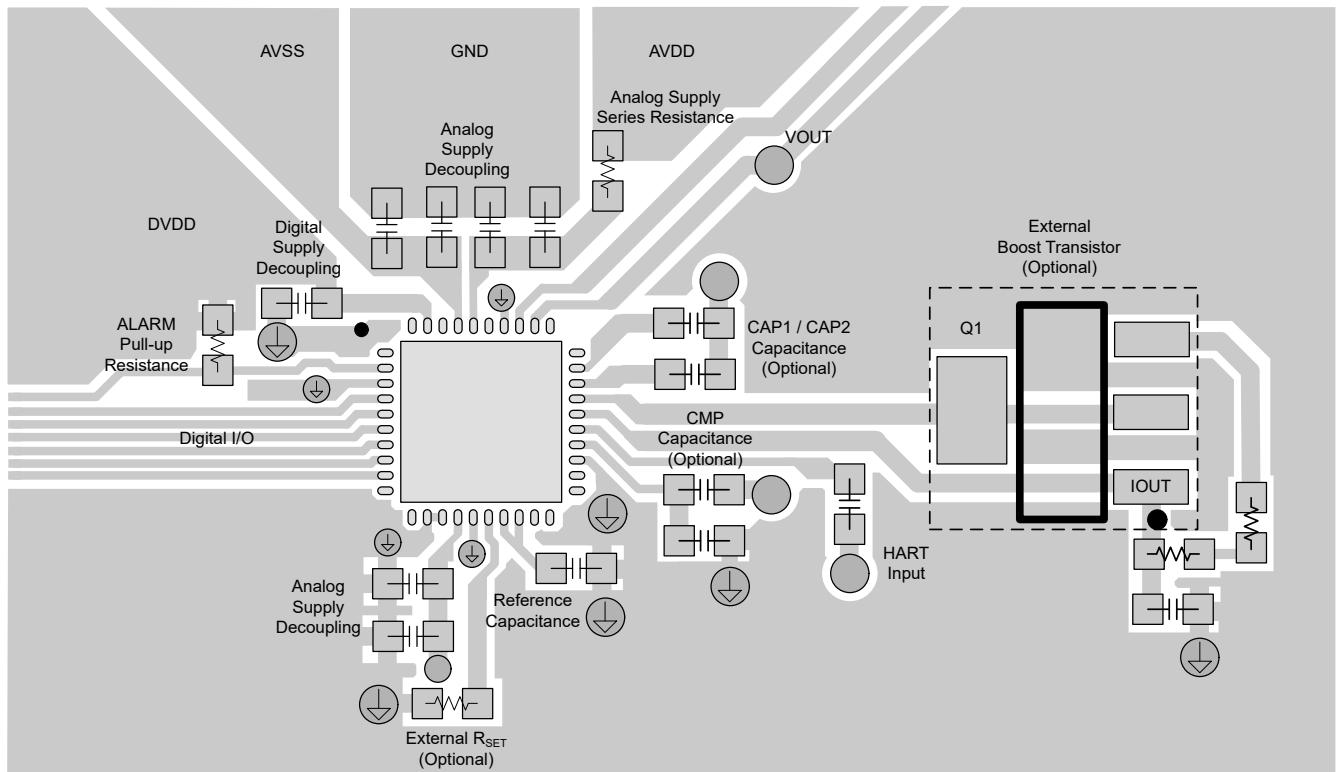 AVSS
GND
AVDD
Analog Supply
Series Resistance
Analog
Supply
Decoupling
VOUT
DVDD
Digital
Supply
Decoupling
External
Boost Transistor
(Optional)
ALARM
Pull-up
Resistance
CAP1 / CAP2
Capacitance
(Optional)
Q1
Digital I/O
CMP
Capacitance
(Optional)
IOUT
HART
Input
Analog
Supply
Decoupling
Reference
Capacitance
External RSET
(Optional)